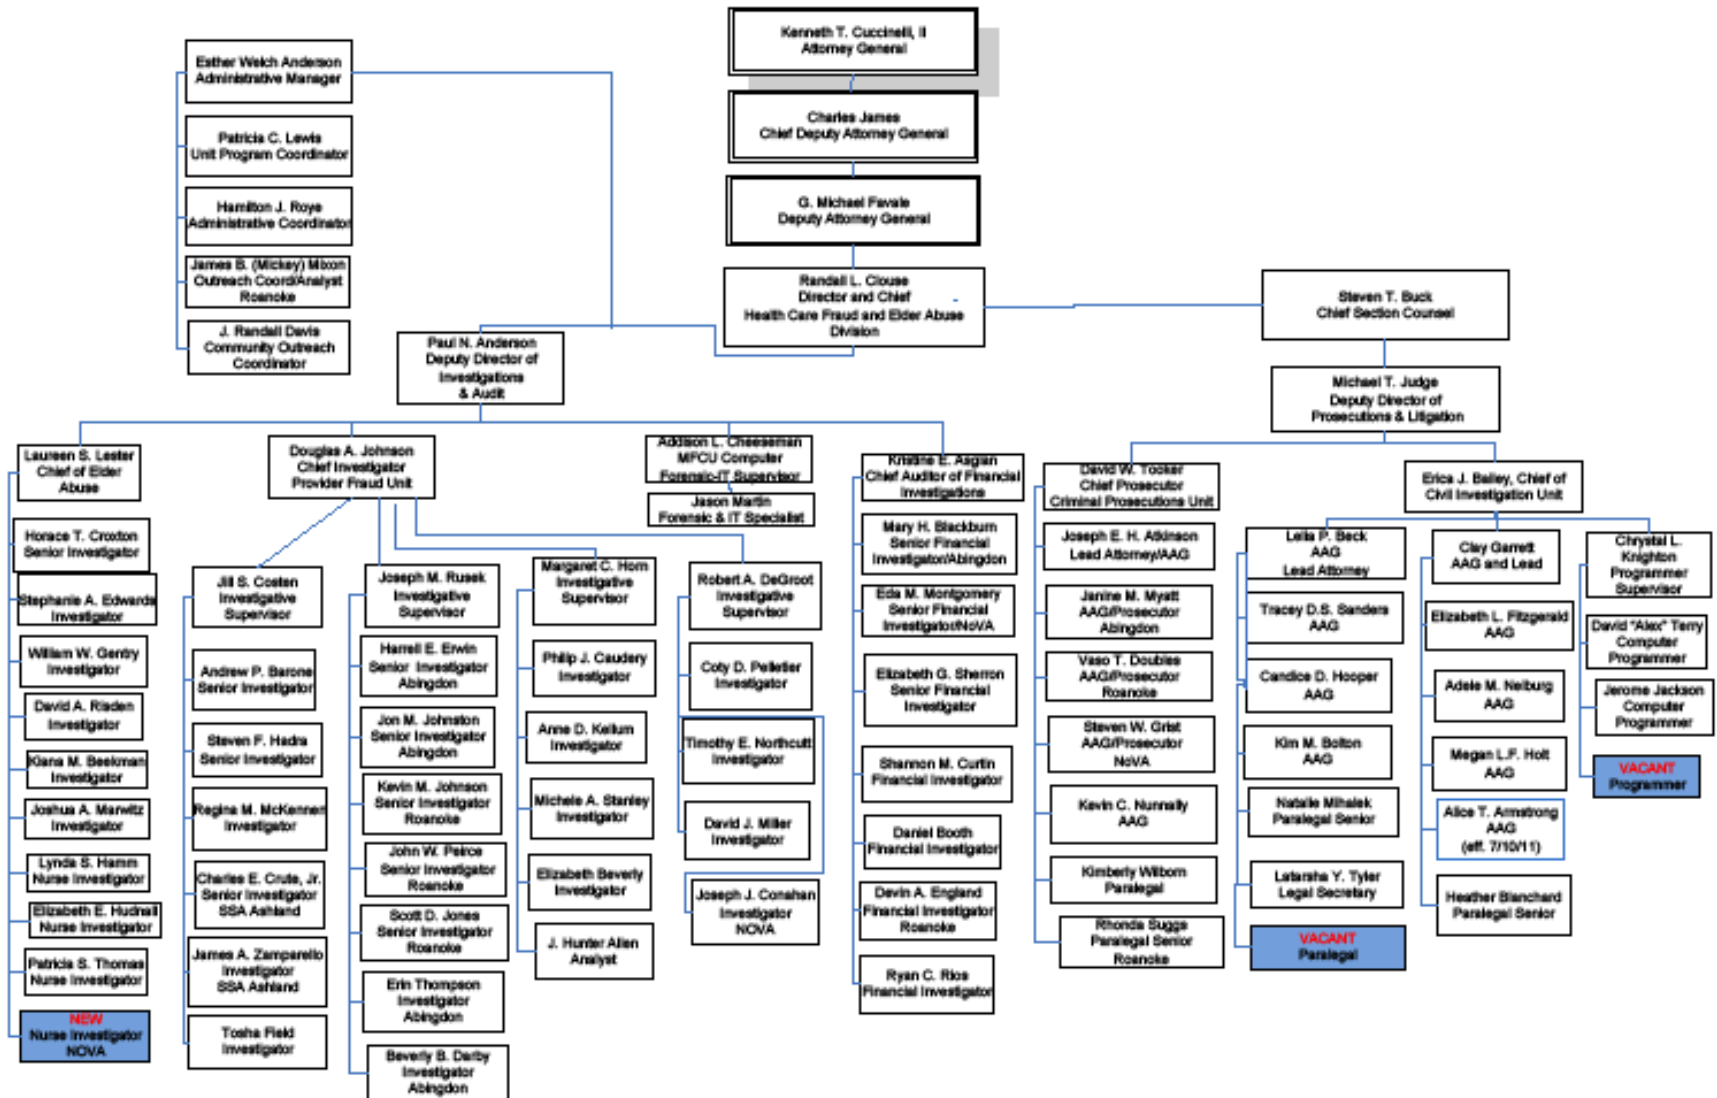 Kenneth T. Cuccinelli, II
Attorney General
Charles James
Chief Deputy Attorney General
G. Michael Favale
Deputy Attorney General
Randall L. Clouse
Director and Chief
Health Care Fraud and Elder Abuse
Division
Esther Welch Anderson
Administrative Manager
Patricia C. Lewis
Unit Program Coordinator
Hamilton J. Roye
Administrative Coordinator
James B. (Mickey) Mixon
Outreach Coord/Analyst
Roanoke
J. Randall Davis
Community Outreach
Coordinator
Steven T. Buck
Chief Section Counsel
Paul N. Anderson
Deputy Director of
Investigations
& Audit
Michael T. Judge
Deputy Director of
Prosecutions & Litigation
Laureen S. Lester
Chief of Elder
Abuse
Horace T. Croxton
Senior Investigator
Stephanie A. Edwards
Investigator
William W. Gentry
Investigator
David A. Risden
Investigator
Kiana M. Beekman
Investigator
Joshua A. Marwitz
Investigator
Lynda S. Hamm
Nurse Investigator
Elizabeth E. Hudnall
Nurse Investigator
Patricia S. Thomas
Nurse Investigator
NEW
Nurse Investigator
NOVA
Douglas A. Johnson
Chief Investigator
Provider Fraud Unit
Jill S. Costen
Investigative
Supervisor
Andrew P. Barone
Senior Investigator
Steven F. Hadra
Senior Investigator
Regina M. McKennen
Investigator
Charles E. Crute, Jr.
Senior Investigator
SSA Ashland
James A. Zamparello
Investigator
SSA Ashland
Tosha Field
Investigator
Joseph M. Rusek
Investigative
Supervisor
Harrell E. Erwin
Senior Investigator
Abingdon
Jon M. Johnston
Senior Investigator
Abingdon
Kevin M. Johnson
Senior Investigator
Roanoke
John W. Peirce
Senior Investigator
Roanoke
Scott D. Jones
Senior Investigator
Roanoke
Erin Thompson
Investigator
Abingdon
Beverly B. Darby
Investigator
Abingdon
Margaret C. Horn
Investigative
Supervisor
Philip J. Caudery
Investigator
Anne D. Kellum
Investigator
Michele A. Stanley
Investigator
Elizabeth Beverly
Investigator
J. Hunter Allen
Analyst
Robert A. DeGroot
Investigative
Supervisor
Coty D. Pelletier
Investigator
Timothy E. Northcutt
Investigator
David J. Miller
Investigator
Joseph J. Conahan
Investigator
NOVA
Addison L. Cheeseman
MFCU Computer
Forensic-IT Supervisor
Jason Martin
Forensic & IT Specialist
Kristine E. Asgian
Chief Auditor of Financial
Investigations
Mary H. Blackburn
Senior Financial
Investigator/Abingdon
Eda M. Montgomery
Senior Financial
Investigator/NoVA
Elizabeth G. Sherron
Senior Financial
Investigator
Shannon M. Curtin
Financial Investigator
Daniel Booth
Financial Investigator
Devin A. England
Financial Investigator
Roanoke
Ryan C. Rios
Financial Investigator
David W. Tooker
Chief Prosecutor
Criminal Prosecutions Unit
Joseph E. H. Atkinson
Lead Attorney/AAG
Janine M. Myatt
AAG/Prosecutor
Abingdon
Vaso T. Doubles
AAG/Prosecutor
Roanoke
Steven W. Grist
AAG/Prosecutor
NoVA
Kevin C. Nunnally
AAG
Kimberly Wilborn
Paralegal
Rhonda Suggs
Paralegal Senior
Roanoke
Erica J. Bailey, Chief of
Civil Investigation Unit
Lelia P. Beck
AAG
Lead Attorney
Tracey D.S. Sanders
AAG
Candice D. Hooper
AAG
Kim M. Bolton
AAG
Natalie Mihalek
Paralegal Senior
Latarsha Y. Tyler
Legal Secretary
VACANT
Paralegal
Clay Garrett
AAG and Lead
Elizabeth L. Fitzgerald
AAG
Adele M. Neiburg
AAG
Megan L.F. Holt
AAG
Alice T. Armstrong
AAG
(eff. 7/10/11)
Heather Blanchard
Paralegal Senior
Chrystal L.
Knighton
Programmer
Supervisor
David "Alex" Terry
Computer
Programmer
Jerome Jackson
Computer
Programmer
VACANT
Programmer